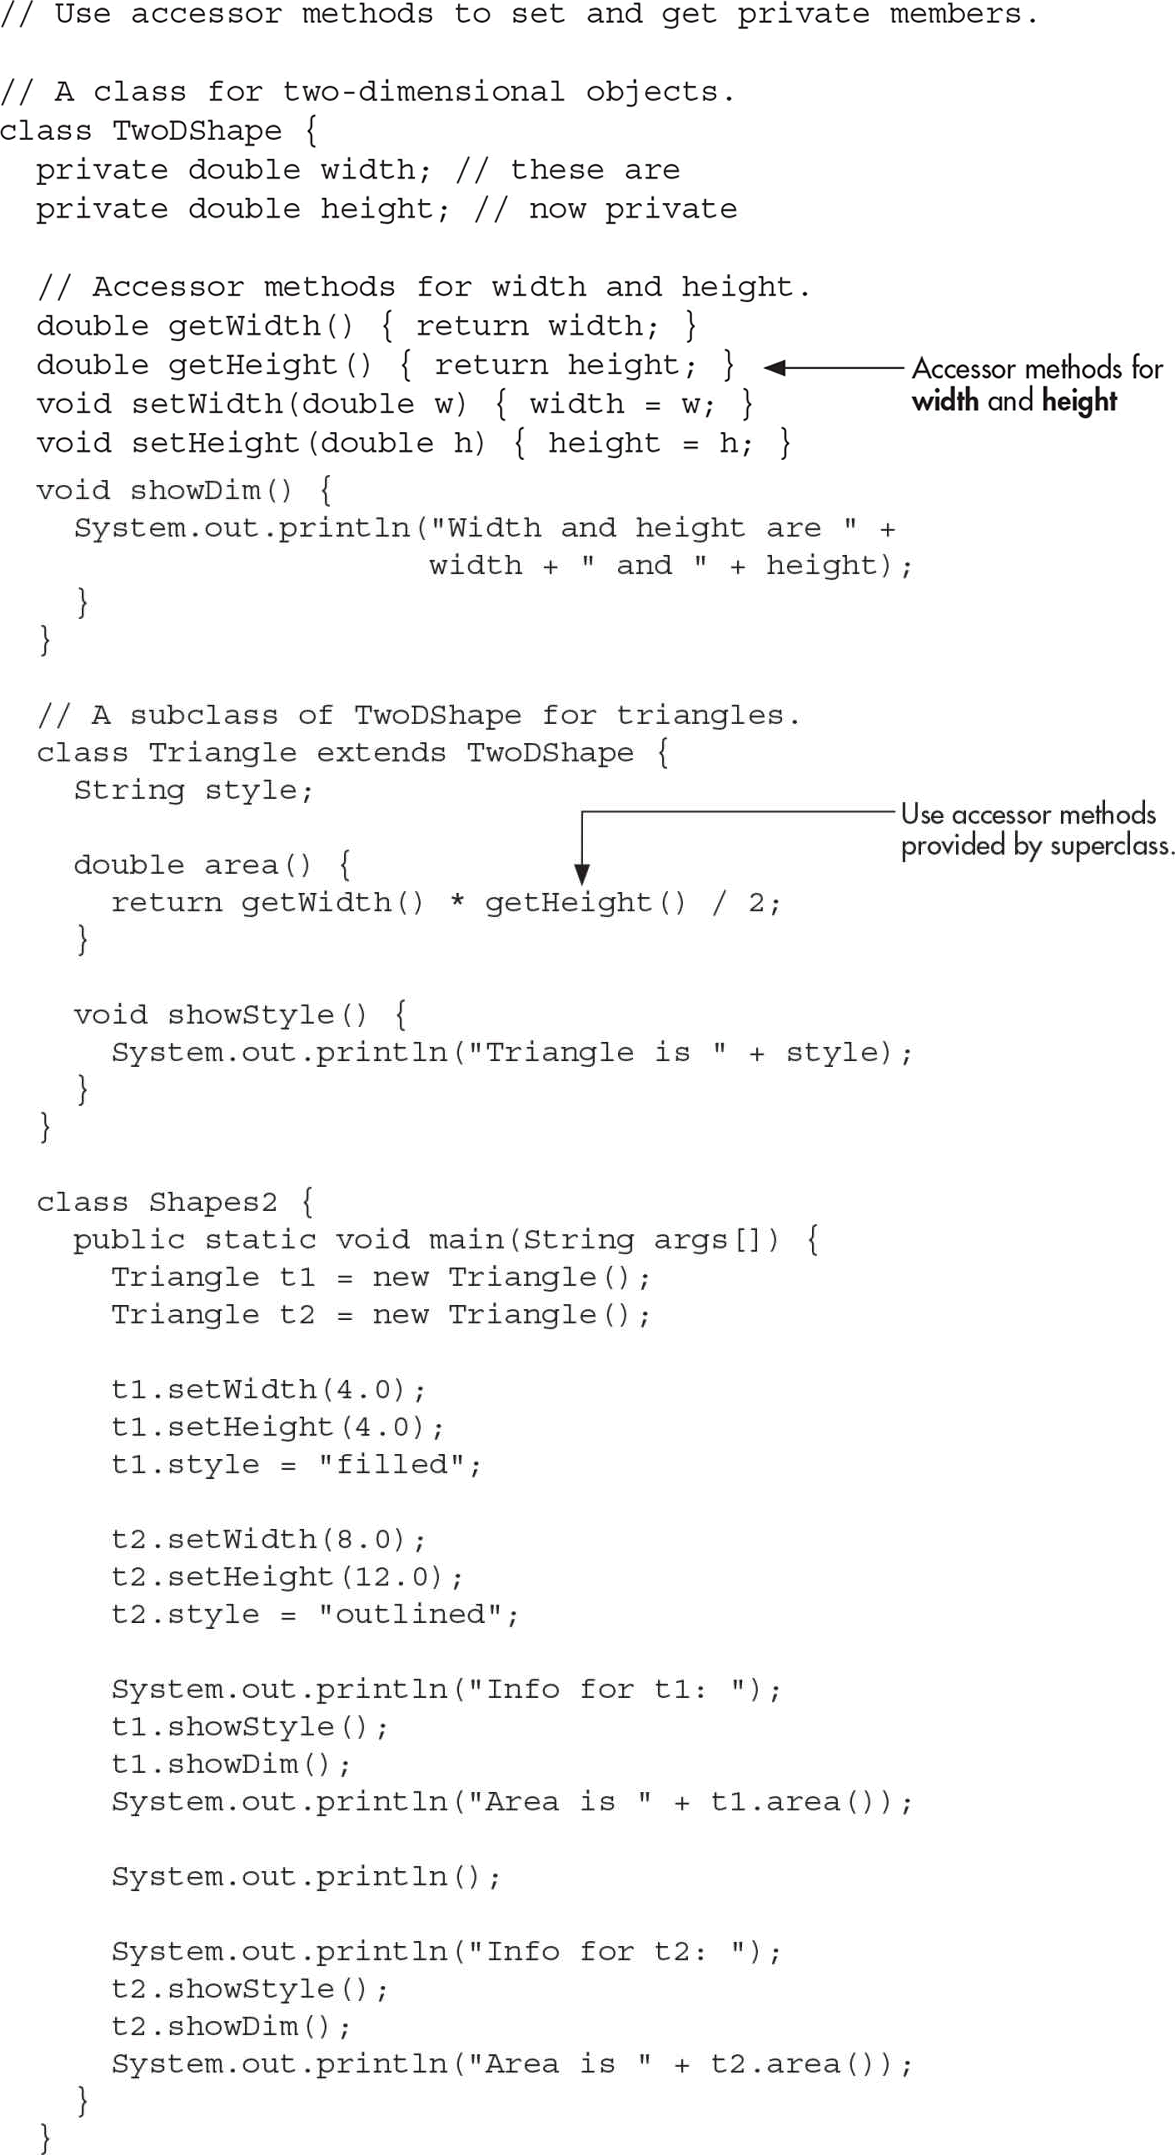 // Use accessor methods to set and get private members.

// A class for two-dimensional objects.
class TwoDShape {
  private double width; // these are
  private double height; // now private

  // Accessor methods for width and height.
  double getWidth() { return width; }
  double getHeight() { return height; }
  void setWidth(double w) { width = w; }
  void setHeight(double h) { height = h; }
Accessor methods for
width and height
  void showDim() {
    System.out.println("Width and height are " +
                       width + " and " + height);
    }
  }

  // A subclass of TwoDShape for triangles.
  class Triangle extends TwoDShape {
    String style;

Use accessor methods
provided by superclass.
    double area() {
      return getWidth() * getHeight() / 2;
    }

    void showStyle() {
      System.out.println("Triangle is " + style);
    }
  }

  class Shapes2 {
    public static void main(String args[]) {
      Triangle t1 = new Triangle();
      Triangle t2 = new Triangle();

      t1.setWidth(4.0);
      t1.setHeight(4.0);
      t1.style = "filled";

      t2.setWidth(8.0);
      t2.setHeight(12.0);
      t2.style = "outlined";

      System.out.println("Info for t1: ");
      t1.showStyle();
      t1.showDim();
      System.out.println("Area is " + t1.area());

      System.out.println();

      System.out.println("Info for t2: ");
      t2.showStyle();
      t2.showDim();
      System.out.println("Area is " + t2.area());
    }
  }